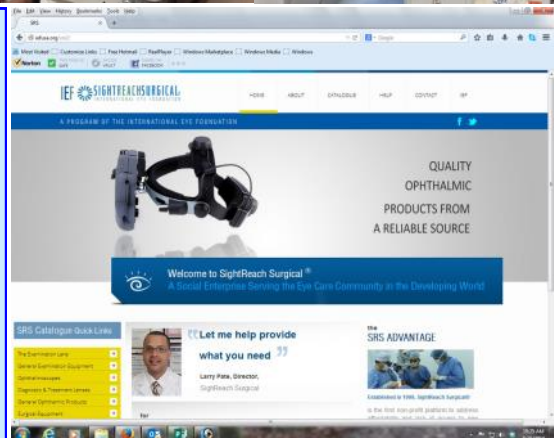 File Edit View History Bookmarks Tools Help
SRS
Most Visited Customize Links Free Hotmail RealPlayer Windows Marketplace Windows Media Windows
Norton SAFE VAULT FACEBOOK
IEF SIGHTREACHSURGICAL
INTERNATIONAL EYE FOUNDATION
HOME ABOUT CATALOGUE HELP CONTACT IEF
A PROGRAM OF THE INTERNATIONAL EYE FOUNDATION
QUALITY
OPHTHALMIC
PRODUCTS FROM
A RELIABLE SOURCE
Welcome to SightReach Surgical ®
A Social Enterprise Serving the Eye Care Community in the Developing World
SRS Catalogue Quick Links
The Examination Lane
General Examination Equipment
Ophthalmoscopes
Diagnostic & Treatment Lenses
General Ophthalmic Products
Surgical Equipment
“Let me help provide
what you need ”
Larry Pate, Director,
SightReach Surgical
for
the
SRS ADVANTAGE
Established in 1999, SightReach Surgical®
is the first non-profit platform to address